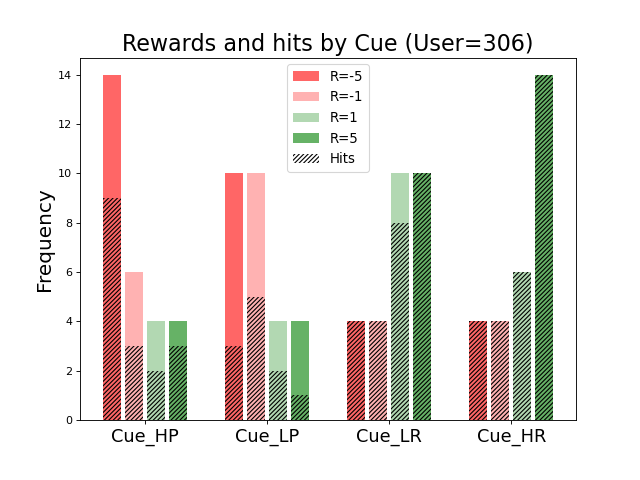 Rewards and hits by Cue (User=306)
14
12
10
8
6
4
2
0
Frequency
R=-5
R=-1
R=1
R=5
Hits
Cue_HP
Cue_LP
Cue_LR
Cue_HR